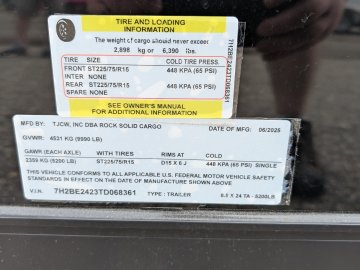 TIRE AND LOADING
INFORMATION
The weight of cargo should never exceed
2,898 kg or 6,390 lbs.
TIRE SIZE COLD TIRE PRESS.
FRONT ST225/75/R15 448 KPA (65 PSI)
INTER NONE
REAR ST225/75/R15 448 KPA (65 PSI)
SPARE NONE
7H2BE2423TD068361
SEE OWNER'S MANUAL
FOR ADDITIONAL INFORMATION
MFD BY: TJCW, INC DBA ROCK SOLID CARGO DATE OF MFG: 06/2025
GVWR: 4531 KG (9990 LB)
GAWR (EACH AXLE) WITH TIRES RIMS AT COLD
2359 KG (5200 LB) ST225/75/R15 D15 X 6 J 448 KPA (65 PSI) SINGLE
THIS VEHICLE CONFORMS TO ALL APPLICABLE U.S. FEDERAL MOTOR VEHICLE SAFETY
STANDARDS IN EFFECT ON THE DATE OF MANUFACTURE SHOWN ABOVE.
V.I.N. 7H2BE2423TD068361 TYPE : TRAILER 8.5 X 24 TA - 5200LB